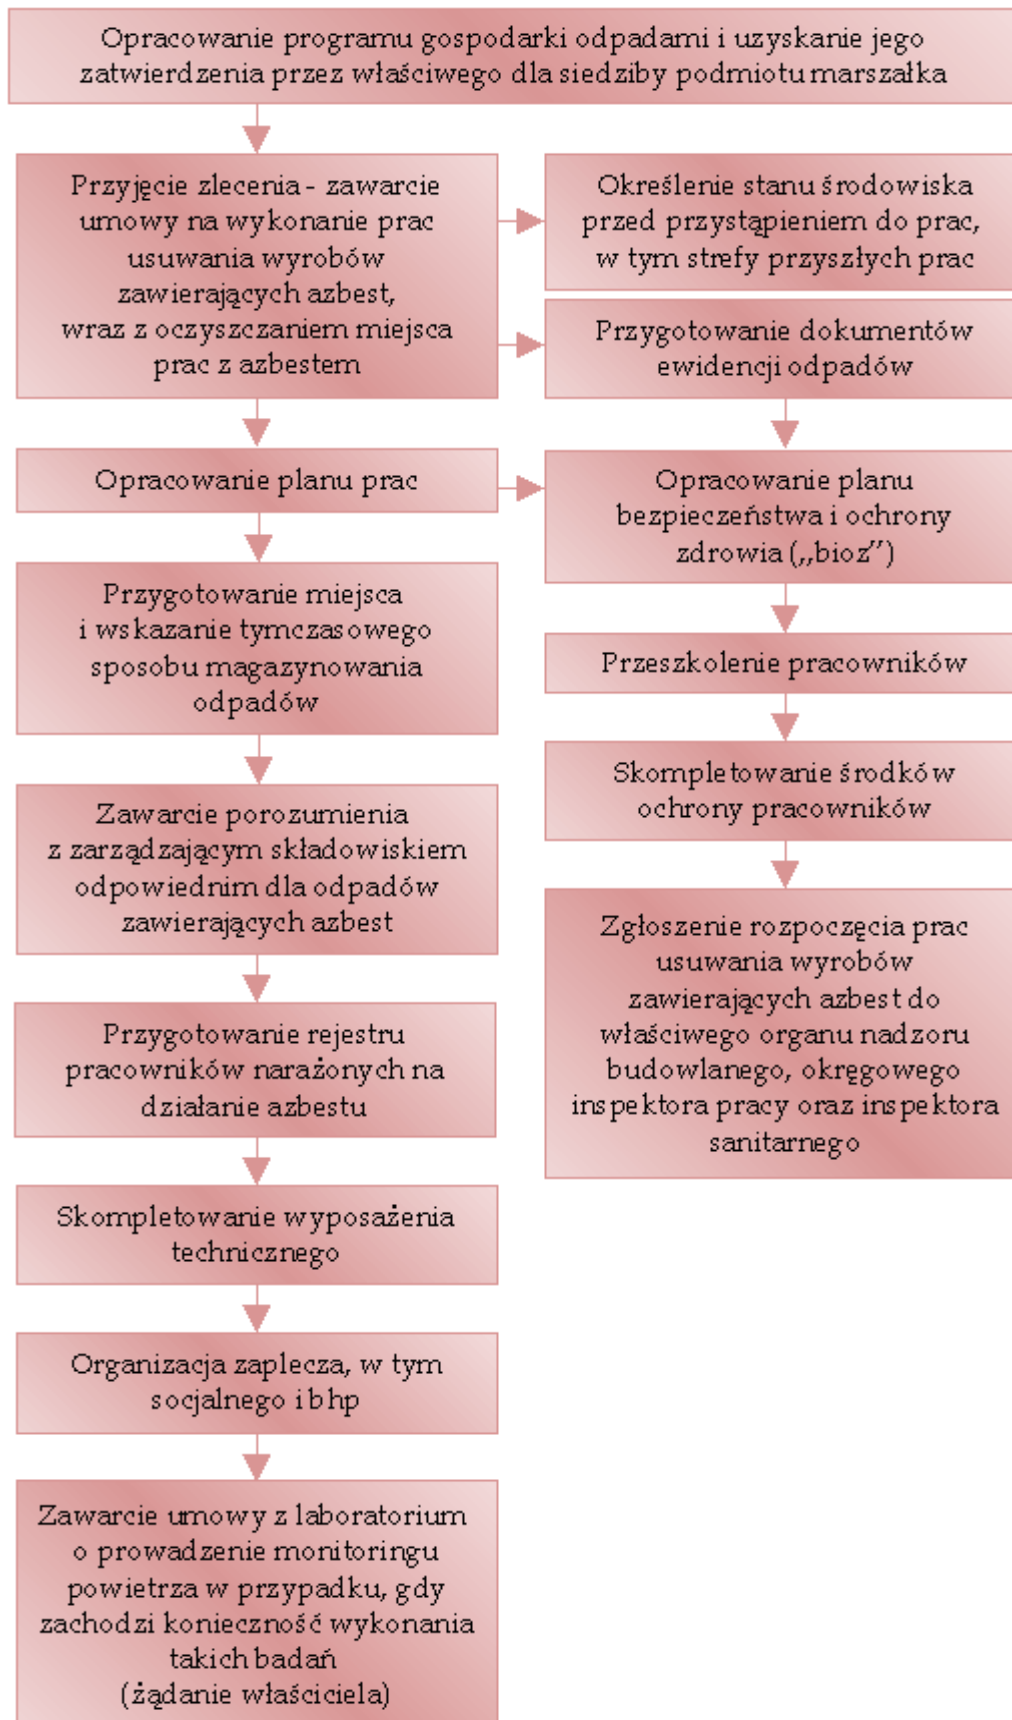 Opracowanie programu gospodarki odpadami i uzyskanie jego
zatwierdzenia przez właściwego dla siedziby podmiotu marszałka
Przyjęcie zlecenia - zawarcie
umowy na wykonanie prac
usuwania wyrobów
zawierających azbest,
wraz z oczyszczaniem miejsca
prac z azbestem
Określenie stanu środowiska
przed przystąpieniem do prac,
w tym strefy przyszłych prac
Przygotowanie dokumentów
ewidencji odpadów
Opracowanie planu prac
Opracowanie planu
bezpieczeństwa i ochrony
zdrowia (,,bioz”)
Przygotowanie miejsca
i wskazanie tymczasowego
sposobu magazynowania
odpadów
Przeszkolenie pracowników
Skompletowanie środków
ochrony pracowników
Zawarcie porozumienia
z zarządzającym składowiskiem
odpowiednim dla odpadów
zawierających azbest
Zgłoszenie rozpoczęcia prac
usuwania wyrobów
zawierających azbest do
właściwego organu nadzoru
budowlanego, okręgowego
inspektora pracy oraz inspektora
sanitarnego
Przygotowanie rejestru
pracowników narażonych na
działanie azbestu
Skompletowanie wyposażenia
technicznego
Organizacja zaplecza, w tym
socjalnego i bhp
Zawarcie umowy z laboratorium
o prowadzenie monitoringu
powietrza w przypadku, gdy
zachodzi konieczność wykonania
takich badań
(żądanie właściciela)